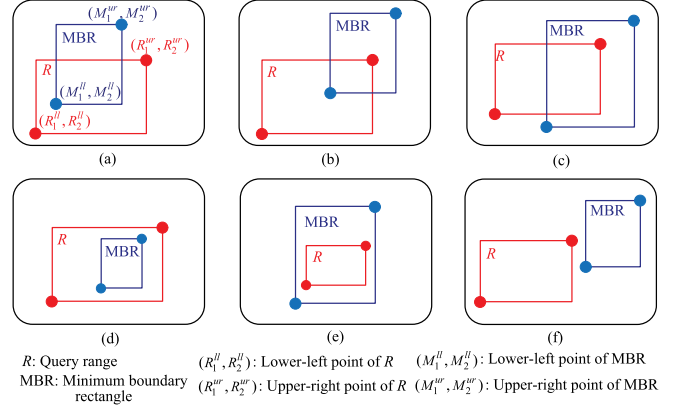 (M₁ᵘʳ, M₂ᵘʳ)
MBR
(R₁ᵘʳ, R₂ᵘʳ)
R
(M₁ˡˡ, M₂ˡˡ)
(R₁ˡˡ, R₂ˡˡ)
(a)
MBR
R
(b)
MBR
R
(c)
R
MBR
(d)
MBR
R
(e)
MBR
R
(f)
R: Query range
(R₁ˡˡ, R₂ˡˡ): Lower-left point of R
(M₁ˡˡ, M₂ˡˡ): Lower-left point of MBR
MBR: Minimum boundary
rectangle
(R₁ᵘʳ, R₂ᵘʳ): Upper-right point of R
(M₁ᵘʳ, M₂ᵘʳ): Upper-right point of MBR